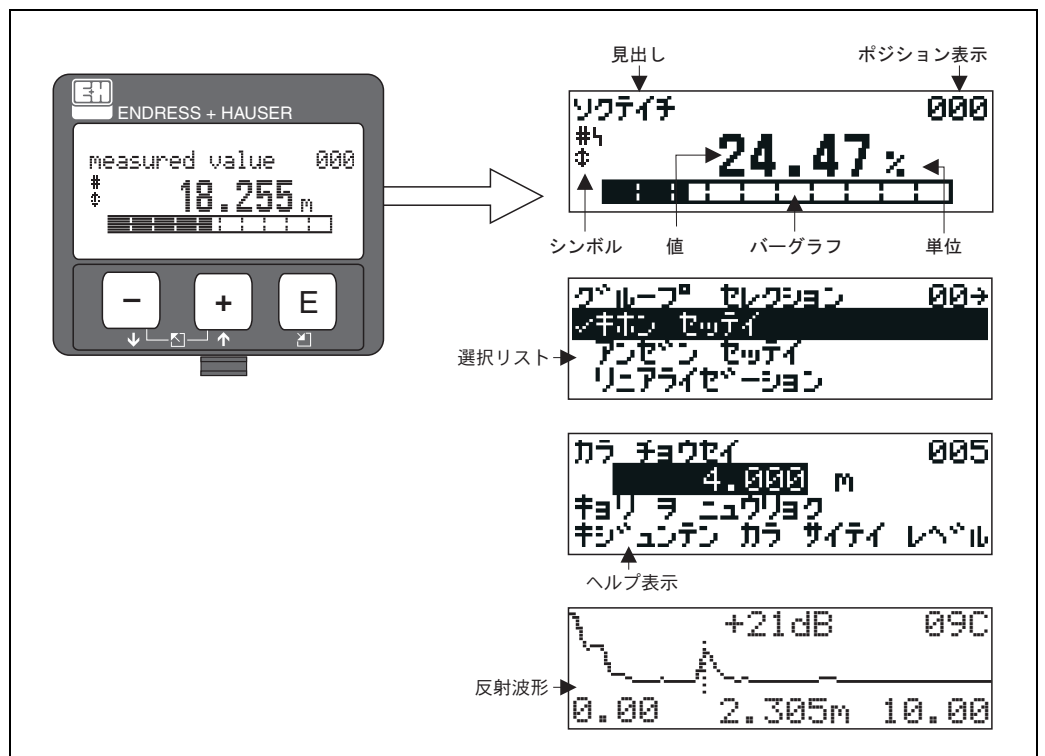 見出し
ポジション表示
EH
ENDRESS + HAUSER
measured value 000
#
18.255 m
− + E
ソクテイチ 000
#
24.47 %
シンボル 値 バーグラフ 単位
グループ セレクション 00→
✓キホン セッテイ
アンゼン セッテイ
リニアライゼーション
選択リスト
カラ チョウセイ 005
4.000 m
キョリ ヲ ニュウリョク
キジュンテン カラ サイテイ レベル
ヘルプ表示
+21dB 09C
反射波形
0.00 2.305m 10.00